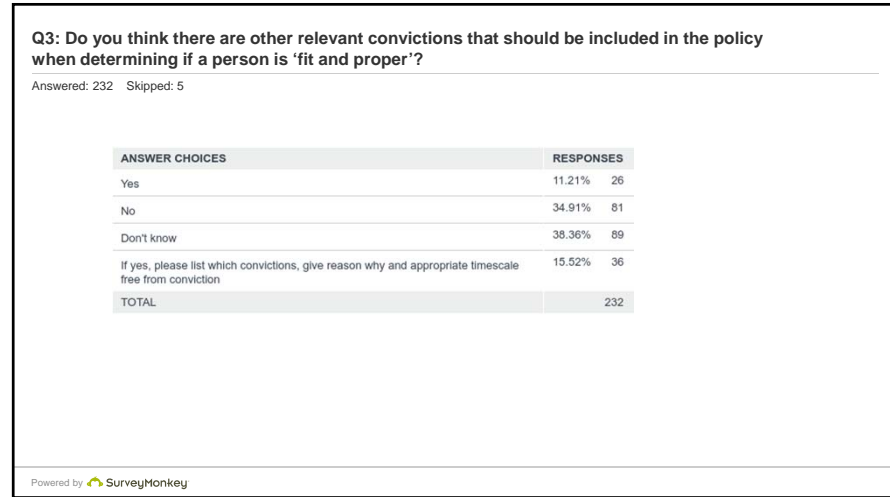 Q3: Do you think there are other relevant convictions that should be included in the policy
when determining if a person is ‘fit and proper’?
Answered: 232 Skipped: 5
ANSWER CHOICES RESPONSES
Yes 11.21% 26
No 34.91% 81
Don't know 38.36% 89
If yes, please list which convictions, give reason why and appropriate timescale 15.52% 36
free from conviction
TOTAL 232
Powered by SurveyMonkey